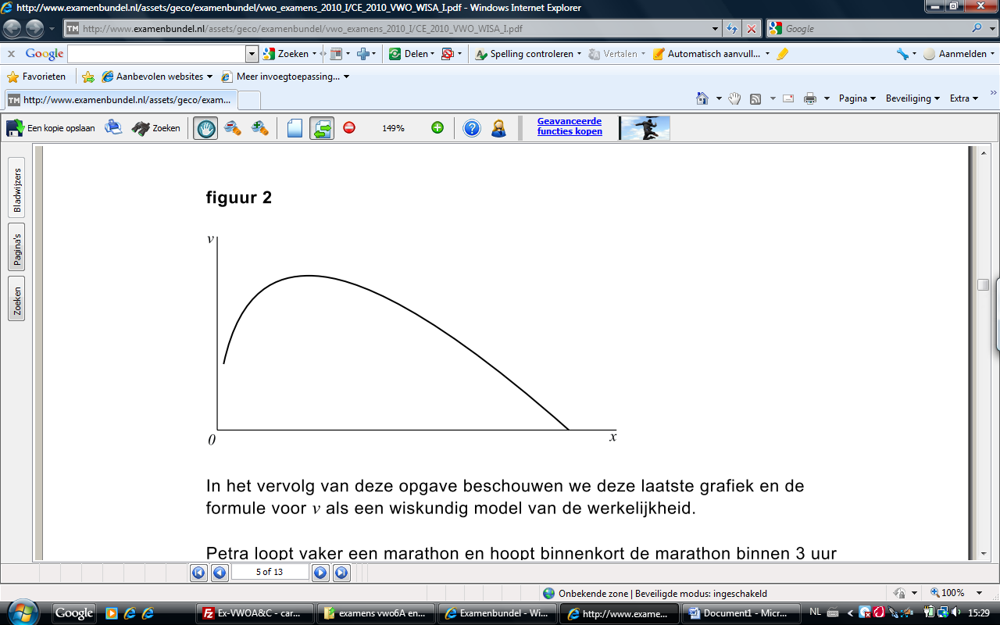 http://www.examenbundel.nl/assets/geco/examenbundel/vwo_examens_2010_I/CE_2010_VWO_WISA_I.pdf - Windows Internet Explorer
http://www.examenbundel.nl/assets/geco/examenbundel/vwo_examens_2010_I/CE_2010_VWO_WISA_I.pdf
Google
x Google Zoeken Delen Spelling controleren Vertalen Automatisch aanvull... Aanmelden
Favorieten Aanbevolen websites Meer invoegtoepassing...
TM http://www.examenbundel.nl/assets/geco/exam... Pagina Beveiliging Extra »
Een kopie opslaan Zoeken 149% Geavanceerde
functies kopen
Bladwijzers
Pagina's
Zoeken
figuur 2
v
0
x
In het vervolg van deze opgave beschouwen we deze laatste grafiek en de
formule voor v als een wiskundig model van de werkelijkheid.
Petra loopt vaker een marathon en hoopt binnenkort de marathon binnen 3 uur
5 of 13
Onbekende zone | Beveiligde modus: ingeschakeld 100%
Google Ex-VWOA&C - car... examens vwo6A en... Examenbundel - Wi... http://www.exame... Document1 - Micr... NL 15:29